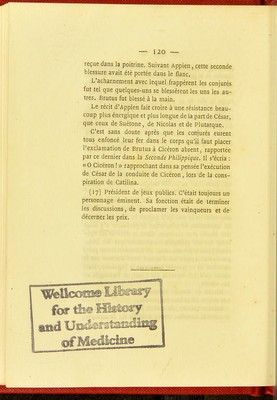 — 120 —
reçue dans la poitrine. Suivant Appien, cette seconde
blessure avait été portée dans le flanc.
L'acharnement avec lequel frappèrent les conjurés
fut tel que quelques-uns se blessèrent les uns les au-
tres. Brutus fut blessé à la main.
Le récit d'Appien fait croire à une résistance beau-
coup plus énergique et plus longue de la part de César,
que ceux de Suétone, de Nicolas et de Plutarque.
C'est sans doute après que les conjurés eurent
tous enfoncé leur fer dans le corps qu'il faut placer
l'exclamation de Brutus à Cicéron absent, rapportée
par ce dernier dans la Seconde Philippique. Il s'écria :
« O Cicéron ! » rapprochant dans sa pensée l'exécution
de César de la conduite de Cicéron, lors de la cons-
piration de Catilina.
(17) Président de jeux publics. C'était toujours un
personnage éminent. Sa fonction était de terminer
les discussions, de proclamer les vainqueurs et de
décerner les prix.
Wellcome Library
for the History
and Understanding
of Medicine